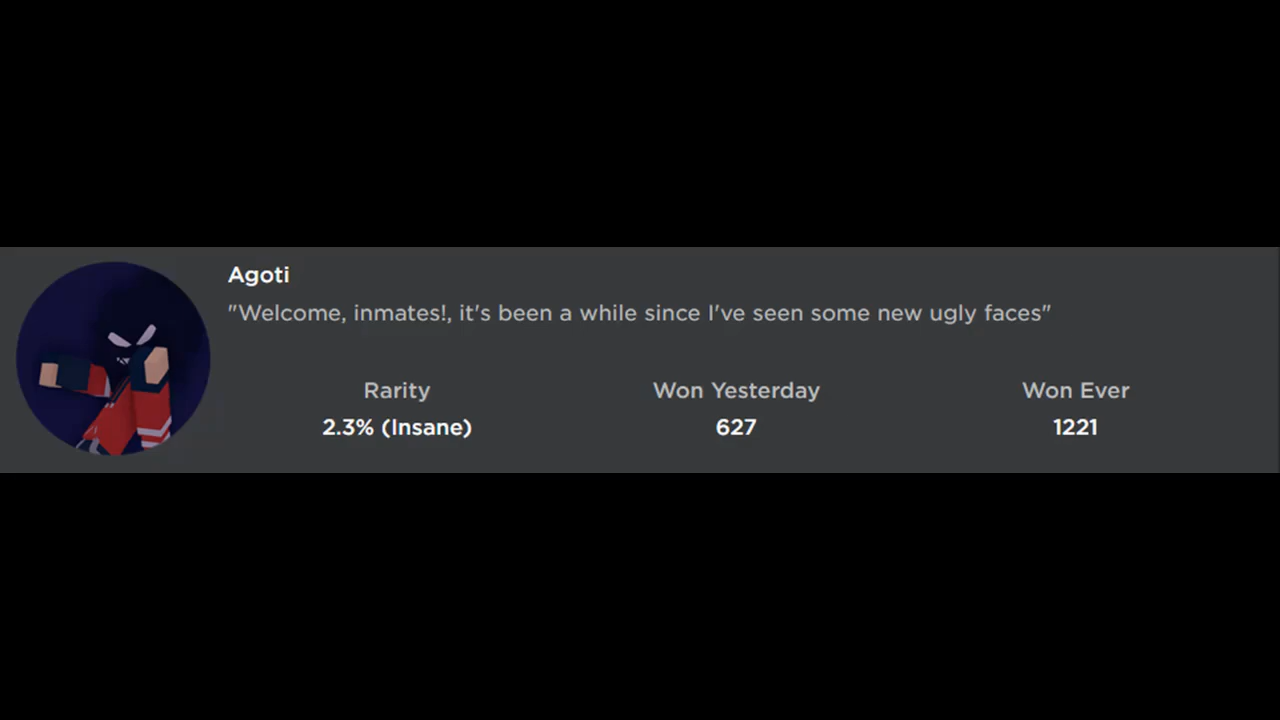 Agoti
"Welcome, inmates!, it's been a while since I've seen some new ugly faces"
Rarity Won Yesterday Won Ever
2.3% (Insane) 627 1221